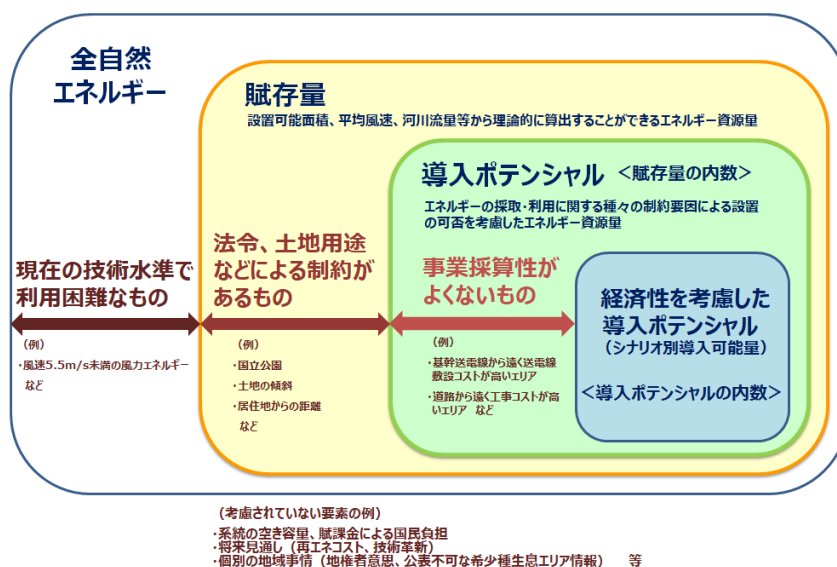 全自然
エネルギー
賦存量
設置可能面積、平均風速、河川流量等から理論的に算出することができるエネルギー資源量
導入ポテンシャル <賦存量の内数>
エネルギーの採取・利用に関する種々の制約要因による設置
の可否を考慮したエネルギー資源量
現在の技術水準で
利用困難なもの
(例)
・風速5.5m/s未満の風力エネルギー
など
法令、土地用途
などによる制約が
あるもの
(例)
・国立公園
・土地の傾斜
・居住地からの距離
など
事業採算性が
よくないもの
(例)
・基幹送電線から遠く送電線
敷設コストが高いエリア
・道路から遠く工事コストが高
いエリア など
経済性を考慮した
導入ポテンシャル
(シナリオ別導入可能量)
<導入ポテンシャルの内数>
(考慮されていない要素の例)
・系統の空き容量、賦課金による国民負担
・将来見通し(再エネコスト、技術革新)
・個別の地域事情(地権者意思、公表不可な希少種生息エリア情報) 等